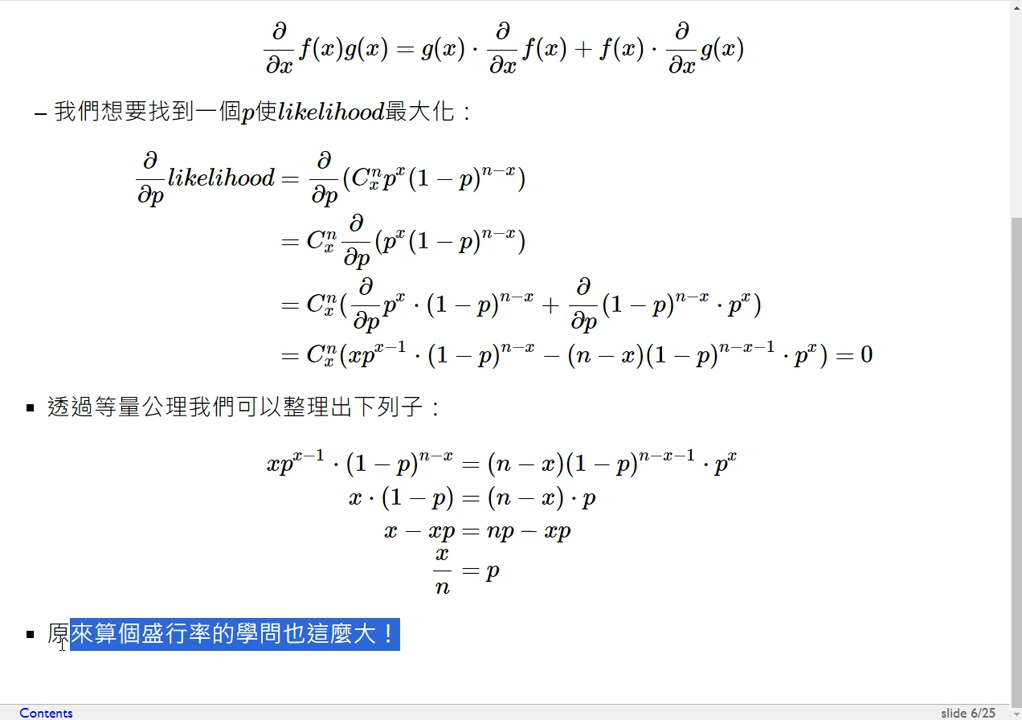 ∂/∂x f(x)g(x) = g(x) · ∂/∂x f(x) + f(x) · ∂/∂x g(x)
– 我們想要找到一個p使likelihood最大化：
∂/∂p likelihood = ∂/∂p (C_x^n p^x (1 − p)^{n−x})
= C_x^n ∂/∂p (p^x (1 − p)^{n−x})
= C_x^n (∂/∂p p^x · (1 − p)^{n−x} + ∂/∂p (1 − p)^{n−x} · p^x)
= C_x^n (xp^{x−1} · (1 − p)^{n−x} − (n − x)(1 − p)^{n−x−1} · p^x) = 0
▪ 透過等量公理我們可以整理出下列子：
xp^{x−1} · (1 − p)^{n−x} = (n − x)(1 − p)^{n−x−1} · p^x
x · (1 − p) = (n − x) · p
x − xp = np − xp
x/n = p
▪ 原來算個盛行率的學問也這麼大！
Contents slide 6/25